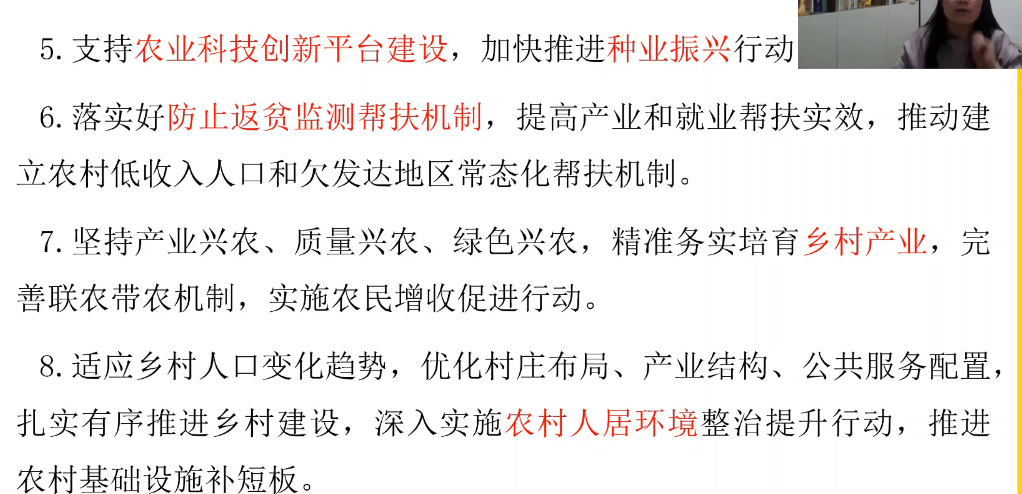 5.支持农业科技创新平台建设，加快推进种业振兴行动
6.落实好防止返贫监测帮扶机制，提高产业和就业帮扶实效，推动建
立农村低收入人口和欠发达地区常态化帮扶机制。
7.坚持产业兴农、质量兴农、绿色兴农，精准务实培育乡村产业，完
善联农带农机制，实施农民增收促进行动。
8.适应乡村人口变化趋势，优化村庄布局、产业结构、公共服务配置，
扎实有序推进乡村建设，深入实施农村人居环境整治提升行动，推进
农村基础设施补短板。